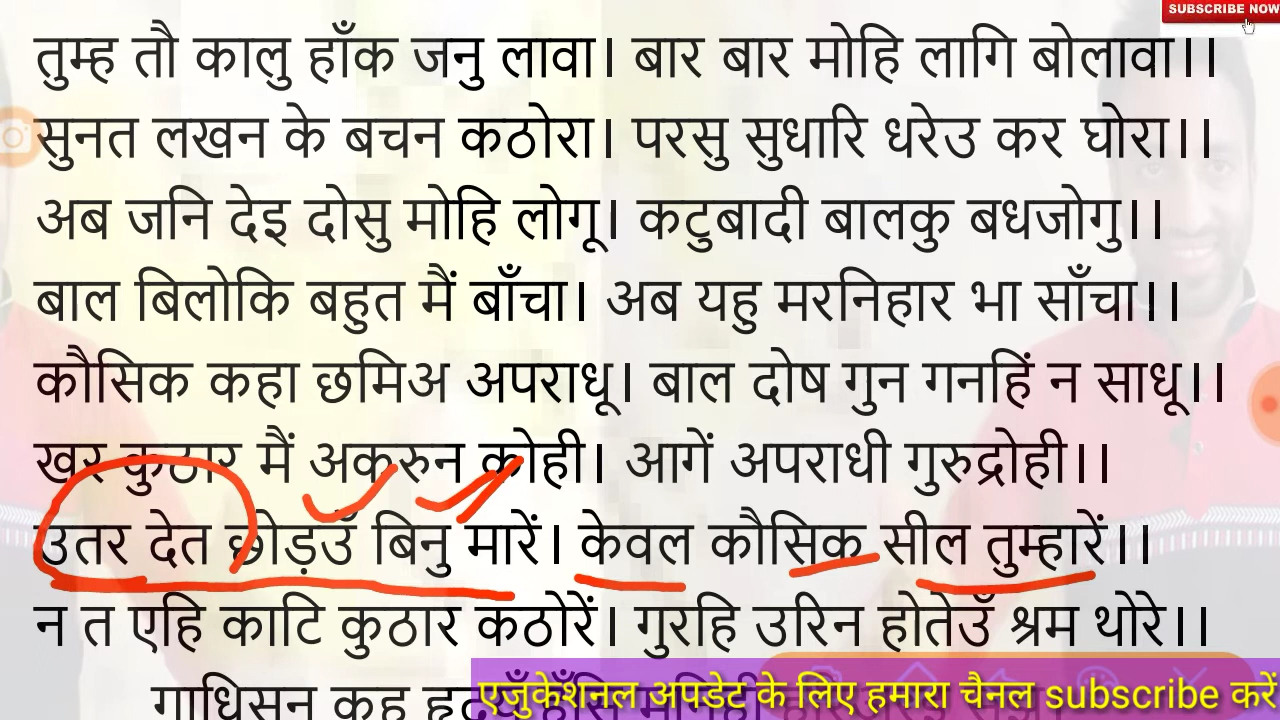 SUBSCRIBE NOW
तुम्ह तौ कालु हाँक जनु लावा। बार बार मोहि लागि बोलावा।।
सुनत लखन के बचन कठोरा। परसु सुधारि धरेउ कर घोरा।।
अब जनि देइ दोसु मोहि लोगू। कटुबादी बालकु बधजोगु।।
बाल बिलोकि बहुत मैं बाँचा। अब यहु मरनिहार भा साँचा।।
कौसिक कहा छमिअ अपराधू। बाल दोष गुन गनहिं न साधू।।
खर कुठार मैं अकरुन कोही। आगें अपराधी गुरुद्रोही।।
उतर देत छोड़उँ बिनु मारें। केवल कौसिक सील तुम्हारें।।
न त एहि काटि कुठार कठोरें। गुरहि उरिन होतेउँ श्रम थोरे।।
गाधिसूनु कह हृदयँ हँसि
एजुकेशनल अपडेट के लिए हमारा चैनल subscribe करें